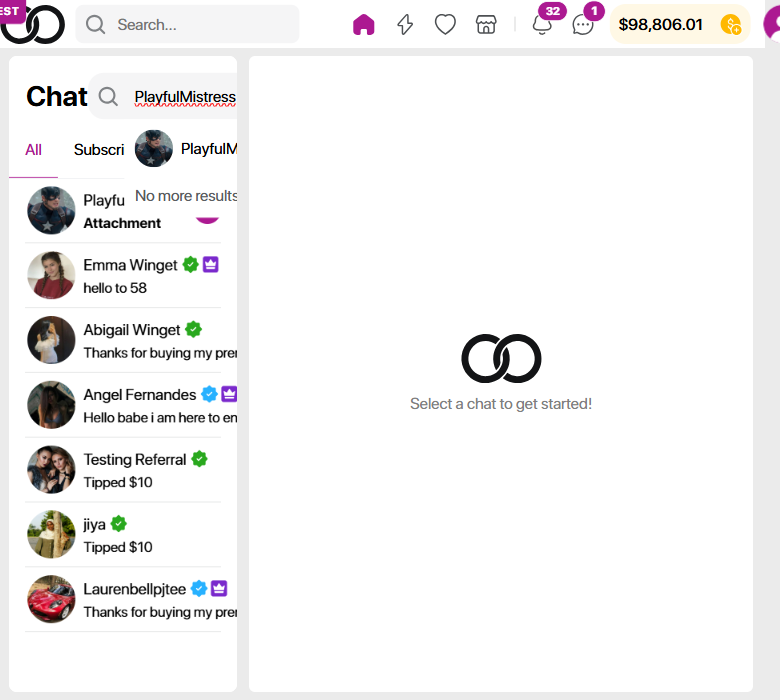 EST
Search...
32
1
$98,806.01
Chat
PlayfulMistress
All
Subscri
PlayfulM
No more results
Playfu
Attachment
Emma Winget
hello to 58
Abigail Winget
Thanks for buying my prer
Angel Fernandes
Hello babe i am here to en
Testing Referral
Tipped $10
jiya
Tipped $10
Laurenbellpjtee
Thanks for buying my prer
Select a chat to get started!